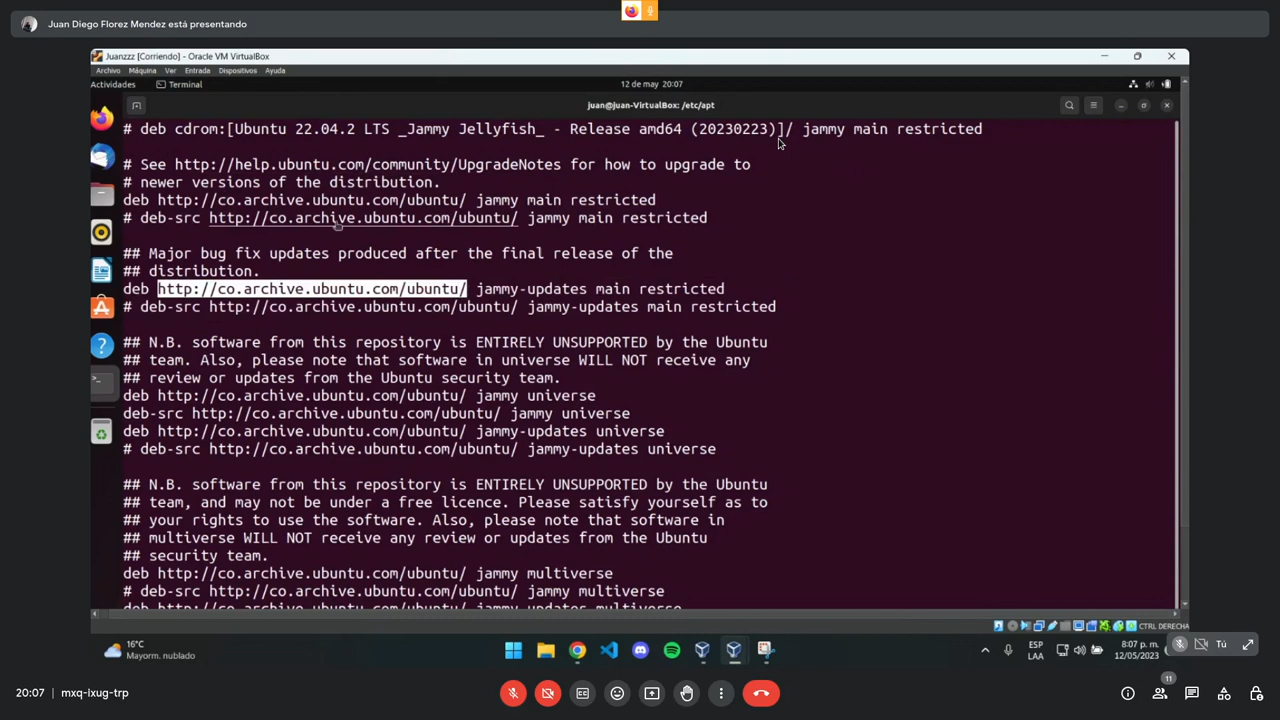 Juan Diego Florez Mendez está presentando
Juanzzz [Corriendo] - Oracle VM VirtualBox
Archivo Máquina Ver Entrada Dispositivos Ayuda
Actividades Terminal 12 de may 20:07
juan@juan-VirtualBox: /etc/apt
# deb cdrom:[Ubuntu 22.04.2 LTS _Jammy Jellyfish_ - Release amd64 (20230223)]/ jammy main restricted
# See http://help.ubuntu.com/community/UpgradeNotes for how to upgrade to
# newer versions of the distribution.
deb http://co.archive.ubuntu.com/ubuntu/ jammy main restricted
# deb-src http://co.archive.ubuntu.com/ubuntu/ jammy main restricted
## Major bug fix updates produced after the final release of the
## distribution.
deb http://co.archive.ubuntu.com/ubuntu/ jammy-updates main restricted
# deb-src http://co.archive.ubuntu.com/ubuntu/ jammy-updates main restricted
## N.B. software from this repository is ENTIRELY UNSUPPORTED by the Ubuntu
## team. Also, please note that software in universe WILL NOT receive any
## review or updates from the Ubuntu security team.
deb http://co.archive.ubuntu.com/ubuntu/ jammy universe
deb-src http://co.archive.ubuntu.com/ubuntu/ jammy universe
deb http://co.archive.ubuntu.com/ubuntu/ jammy-updates universe
# deb-src http://co.archive.ubuntu.com/ubuntu/ jammy-updates universe
## N.B. software from this repository is ENTIRELY UNSUPPORTED by the Ubuntu
## team, and may not be under a free licence. Please satisfy yourself as to
## your rights to use the software. Also, please note that software in
## multiverse WILL NOT receive any review or updates from the Ubuntu
## security team.
deb http://co.archive.ubuntu.com/ubuntu/ jammy multiverse
# deb-src http://co.archive.ubuntu.com/ubuntu/ jammy multiverse
deb http://co.archive.ubuntu.com/ubuntu/ jammy-updates multiverse
CTRL DERECHA
16°C
Mayorm. nublado
ESP
LAA
8:07 p. m.
12/05/2023
Tú
20:07 mxq-ixug-trp
11